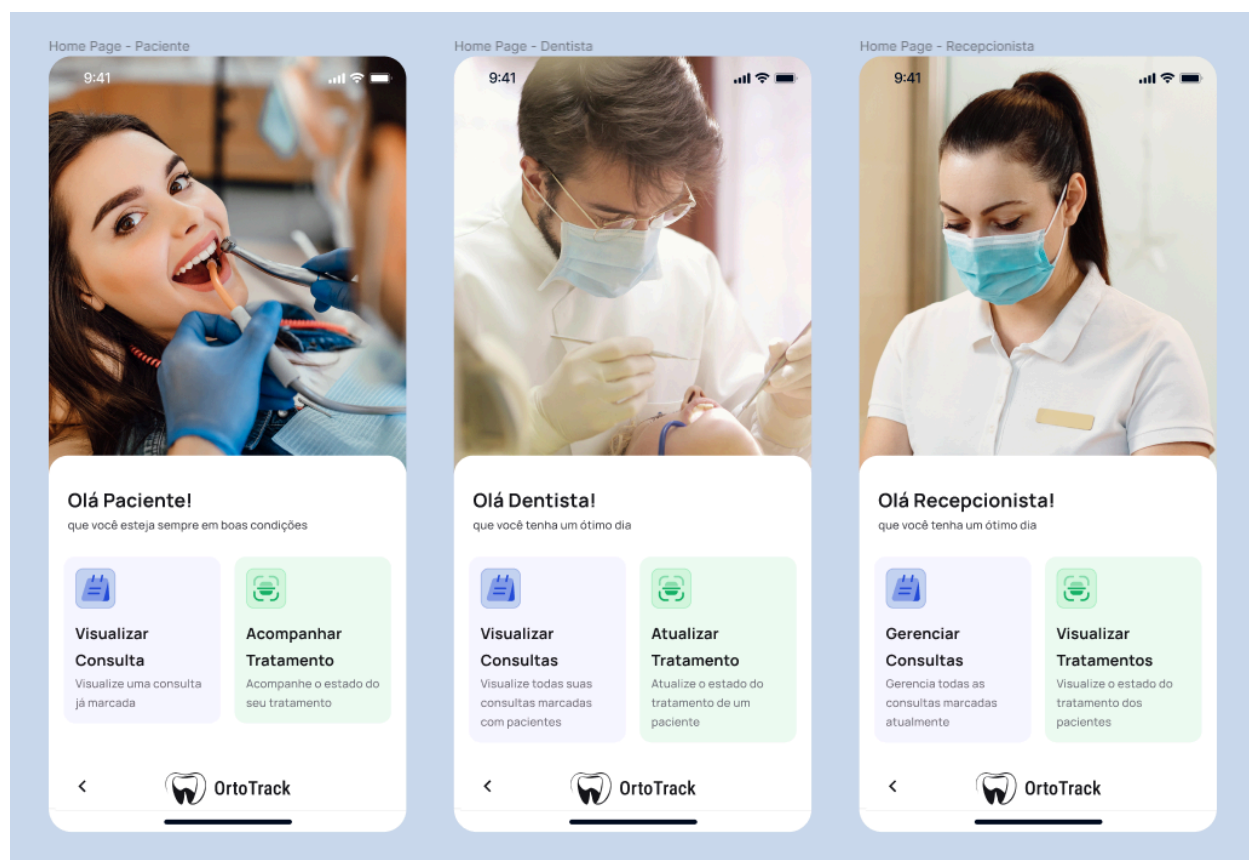 Home Page - Paciente
9:41
Olá Paciente!
que você esteja sempre em boas condições
Visualizar
Consulta
Visualize uma consulta
já marcada
Acompanhar
Tratamento
Acompanhe o estado do
seu tratamento
OrtoTrack
Home Page - Dentista
9:41
Olá Dentista!
que você tenha um ótimo dia
Visualizar
Consultas
Visualize todas suas
consultas marcadas
com pacientes
Atualizar
Tratamento
Atualize o estado do
tratamento de um
paciente
OrtoTrack
Home Page - Recepcionista
9:41
Olá Recepcionista!
que você tenha um ótimo dia
Gerenciar
Consultas
Gerencia todas as
consultas marcadas
atualmente
Visualizar
Tratamentos
Visualize o estado do
tratamento dos
pacientes
OrtoTrack